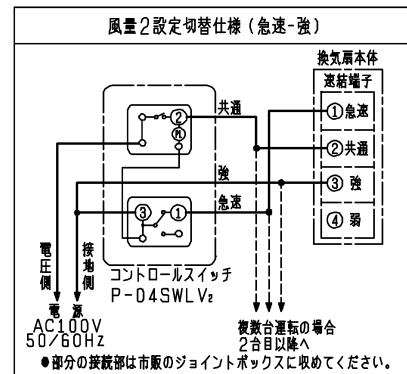 風量2設定切替仕様(急速-強)
換気扇本体
速結端子
①急速
②共通
③ 強
④ 弱
共通
強
急速
②
PL
③
①
コントロールスイッチ
P-04SWLV₂
電圧側
接地側
電 源
AC100V
50/60Hz
複数台運転の場合
2台目以降へ
●部分の接続部は市販のジョイントボックスに収めてください。